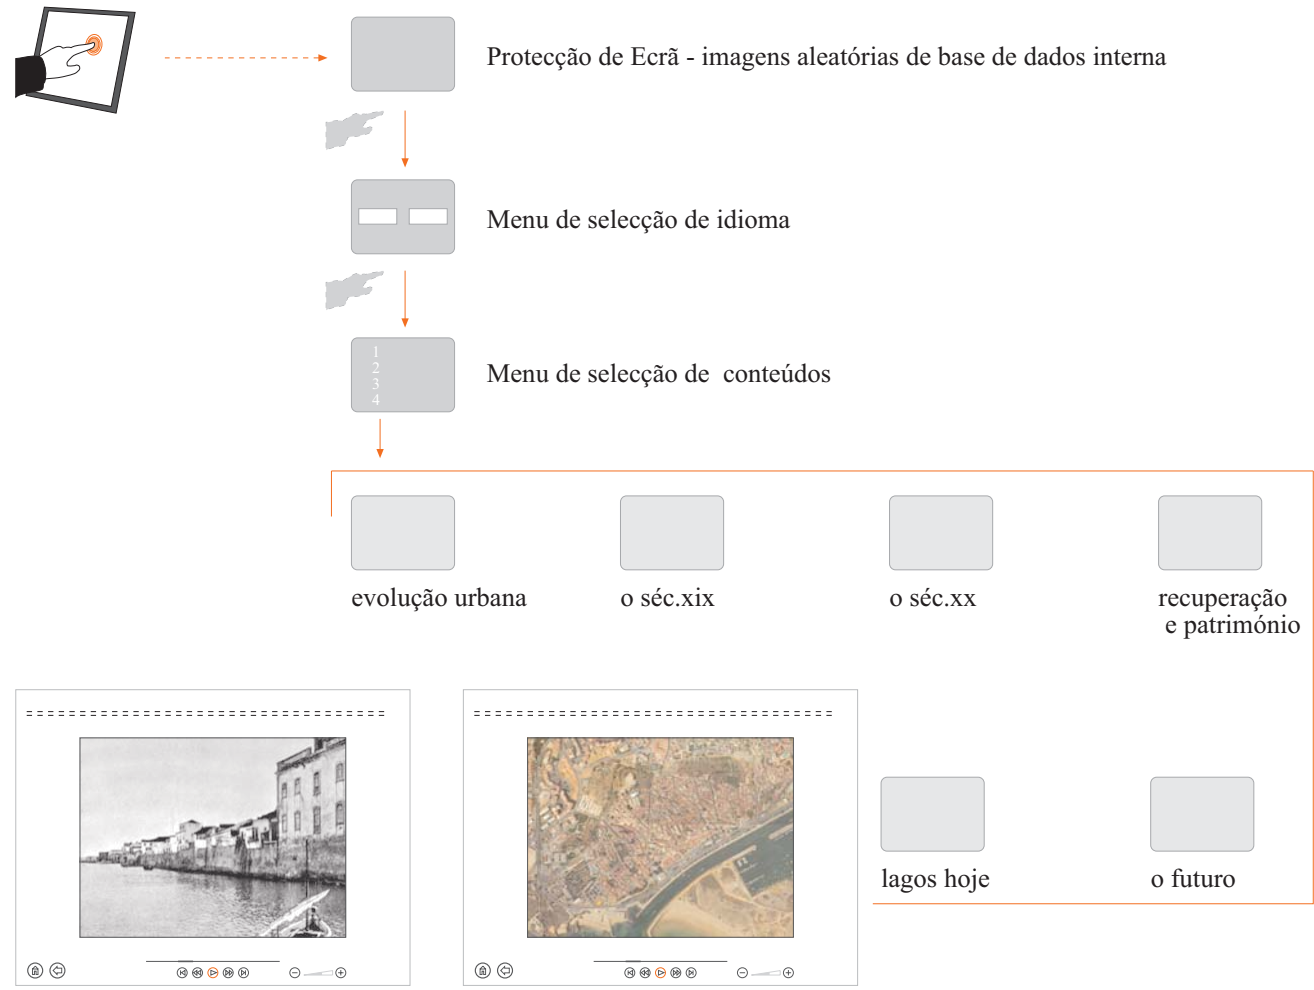 Protecção de Ecrã - imagens aleatórias de base de dados interna
Menu de selecção de idioma
1
2
3
4
Menu de selecção de  conteúdos
evolução urbana
o séc.xix
o séc.xx
recuperação
e património
lagos hoje
o futuro